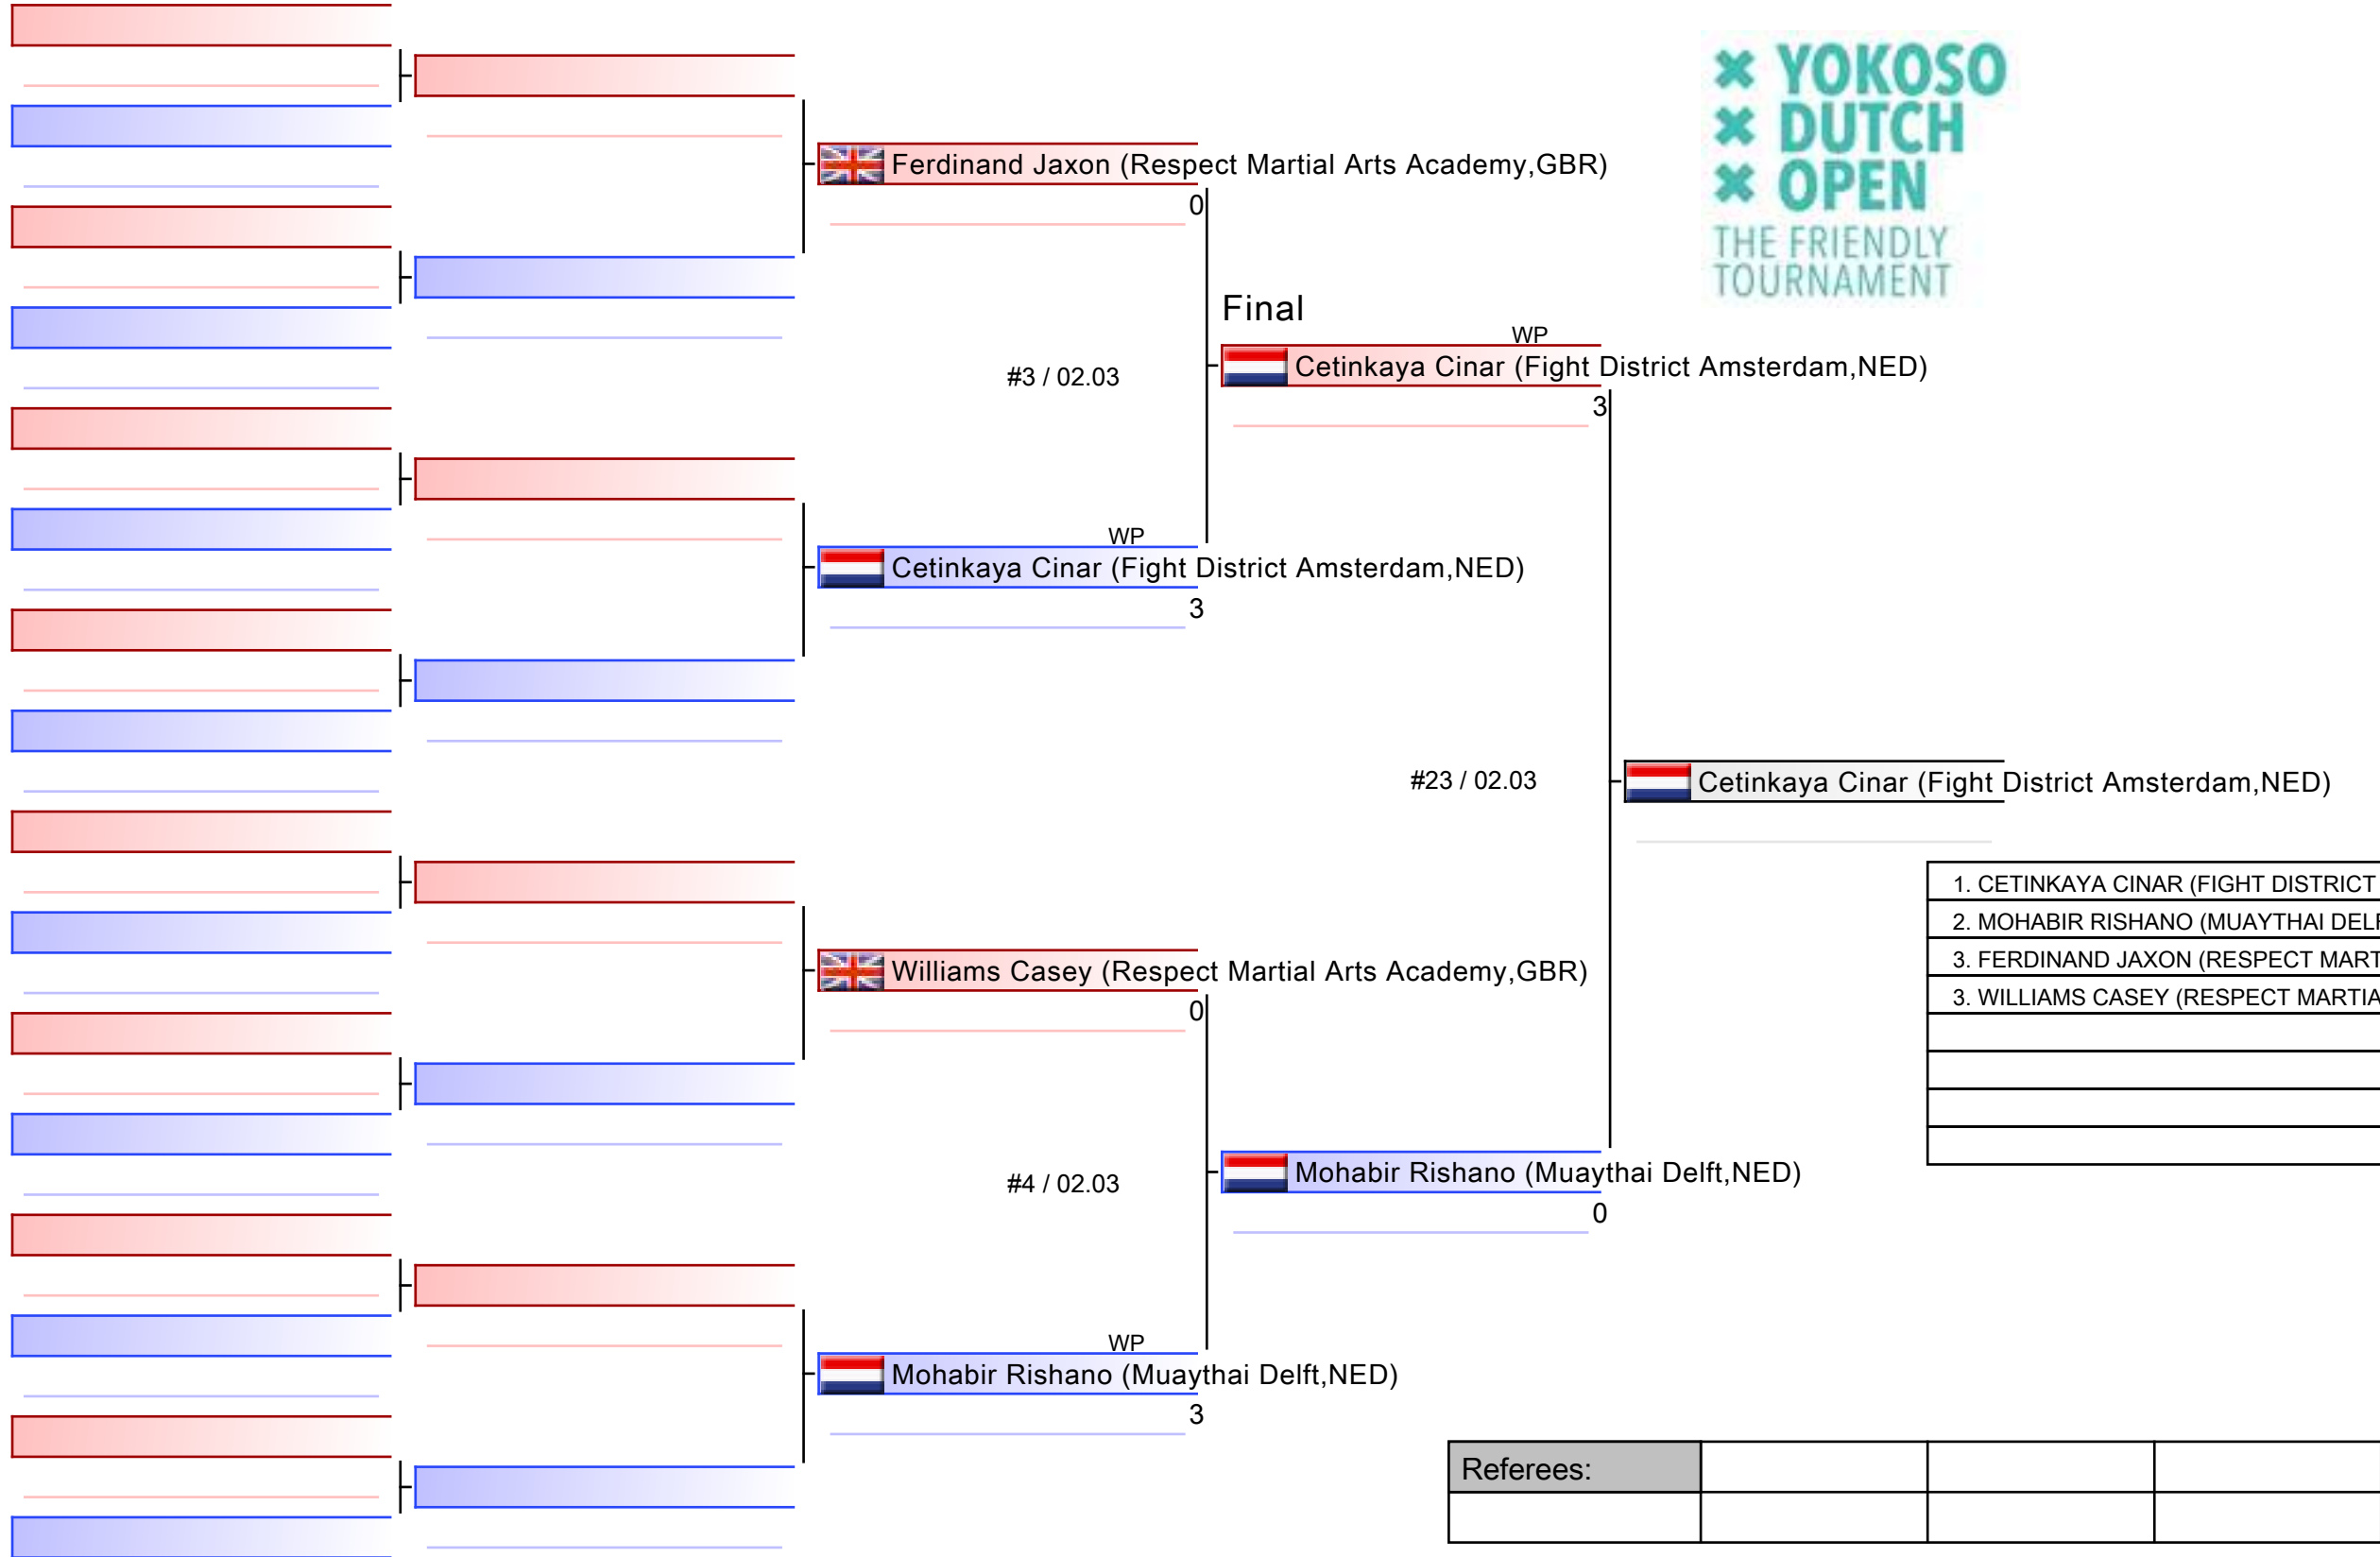 YOKOSO
DUTCH
OPEN
THE FRIENDLY
TOURNAMENT
Ferdinand Jaxon (Respect Martial Arts Academy,GBR)
0
Final
WP
#3 / 02.03
Cetinkaya Cinar (Fight District Amsterdam,NED)
3
WP
Cetinkaya Cinar (Fight District Amsterdam,NED)
3
#23 / 02.03
Cetinkaya Cinar (Fight District Amsterdam,NED)
1. CETINKAYA CINAR (FIGHT DISTRICT
2. MOHABIR RISHANO (MUAYTHAI DEL
3. FERDINAND JAXON (RESPECT MART
3. WILLIAMS CASEY (RESPECT MARTIA
Williams Casey (Respect Martial Arts Academy,GBR)
0
#4 / 02.03
Mohabir Rishano (Muaythai Delft,NED)
0
WP
Mohabir Rishano (Muaythai Delft,NED)
3
Referees: